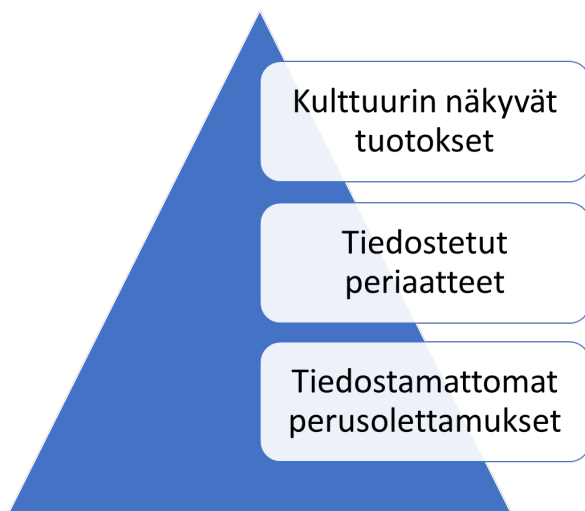 Kulttuurin näkyvät
tuotokset
Tiedostetut
periaatteet
Tiedostamattomat
perusolettamukset